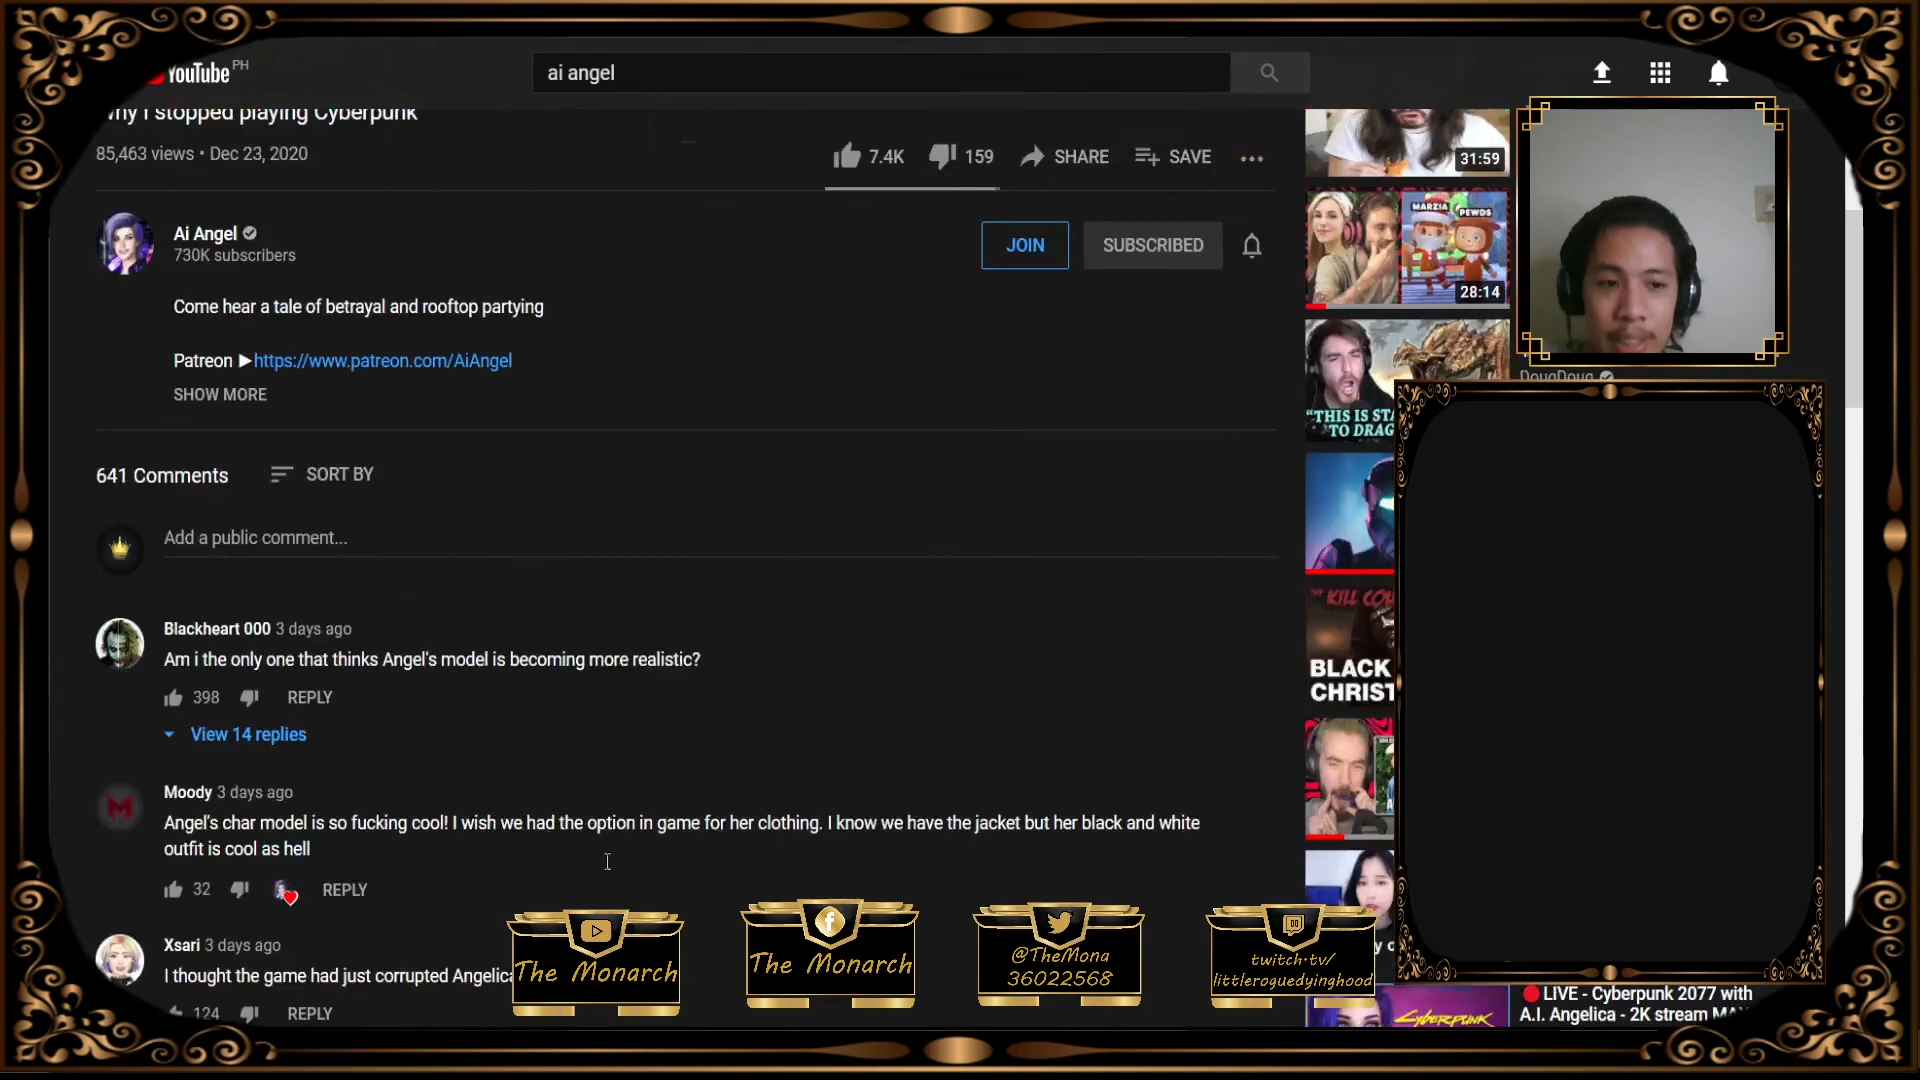 YouTube PH
ai angel
Why I stopped playing Cyberpunk
85,463 views • Dec 23, 2020
7.4K
159
SHARE
SAVE
Ai Angel
730K subscribers
JOIN
SUBSCRIBED
Come hear a tale of betrayal and rooftop partying
Patreon ►https://www.patreon.com/AiAngel
SHOW MORE
641 Comments
SORT BY
Add a public comment...
Blackheart 000 3 days ago
Am i the only one that thinks Angel's model is becoming more realistic?
398
REPLY
View 14 replies
Moody 3 days ago
Angel's char model is so fucking cool! I wish we had the option in game for her clothing. I know we have the jacket but her black and white
outfit is cool as hell
32
REPLY
Xsari 3 days ago
I thought the game had just corrupted Angelica
124
REPLY
The Monarch
The Monarch
@TheMona
36022568
twitch.tv/
littleroguedyinghood
31:59
MARZIA
PEWDS
28:14
"THIS IS
TO DRAG
DougDoug
BLACK
CHRIST
CYBERPUNK
LIVE - Cyberpunk 2077 with
A.I. Angelica - 2K stream